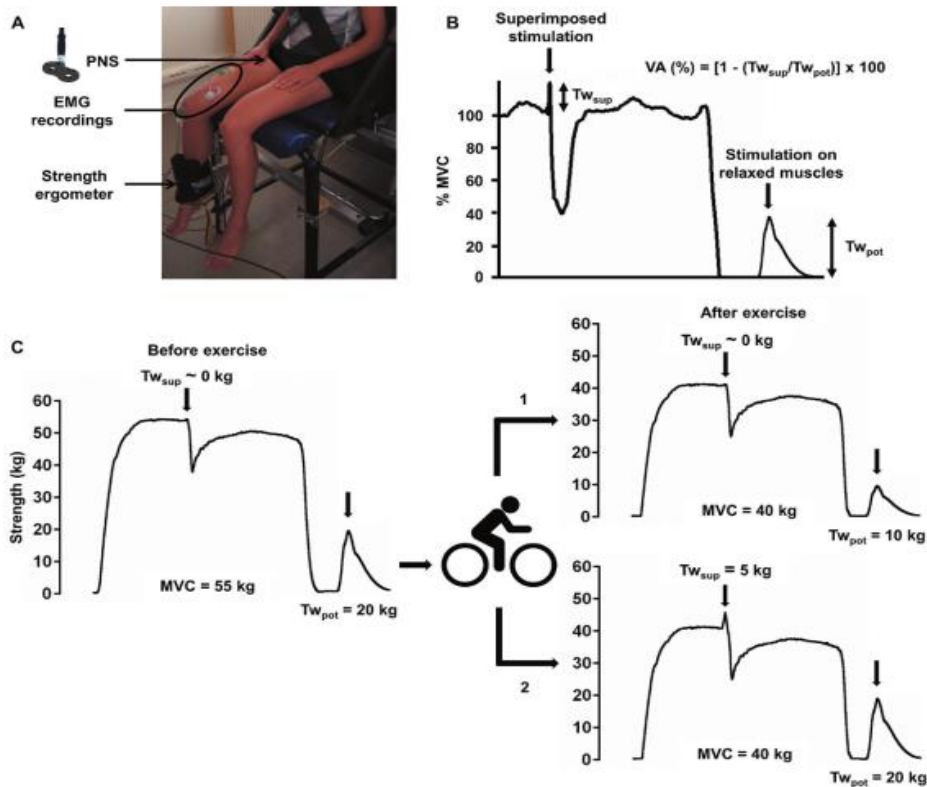 A
PNS
EMG
recordings
Strength
ergometer
B
Superimposed
stimulation
VA (%) = [1 - (Tw_sup/Tw_pot)] x 100
Tw_sup
Stimulation on
relaxed muscles
Tw_pot
% MVC
100
80
60
40
20
0
C
Before exercise
Tw_sup ~ 0 kg
Strength (kg)
60
50
40
30
20
10
0
MVC = 55 kg
Tw_pot = 20 kg
1
2
After exercise
Tw_sup ~ 0 kg
60
50
40
30
20
10
0
MVC = 40 kg
Tw_pot = 10 kg
Tw_sup = 5 kg
60
50
40
30
20
10
0
MVC = 40 kg
Tw_pot = 20 kg